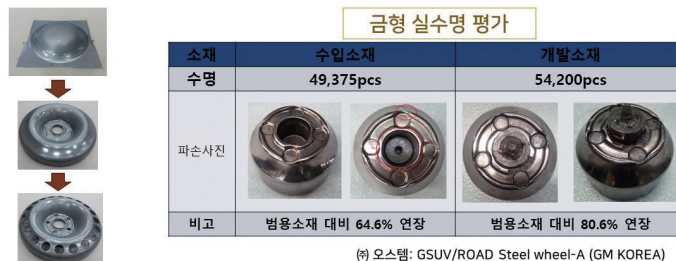 금형 실수명 평가
소재 수입소재 개발소재
수명 49,375pcs 54,200pcs
파손사진
비고 범용소재 대비 64.6% 연장 범용소재 대비 80.6% 연장
㈜ 오스템: GSUV/ROAD Steel wheel-A (GM KOREA)